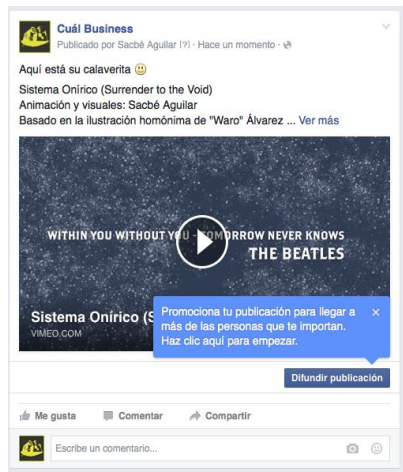 Cuál Business
Publicado por Sacbé Aguilar [?] · Hace un momento ·
Aquí está su calaverita
Sistema Onírico (Surrender to the Void)
Animación y visuales: Sacbé Aguilar
Basado en la ilustración homónima de "Waro" Álvarez ... Ver más
WITHIN YOU WITHOUT YOU - TOMORROW NEVER KNOWS
THE BEATLES
Sistema Onírico (S
VIMEO.COM
Promociona tu publicación para llegar a
más de las personas que te importan.
Haz clic aquí para empezar.
Difundir publicación
Me gusta Comentar Compartir
Escribe un comentario...